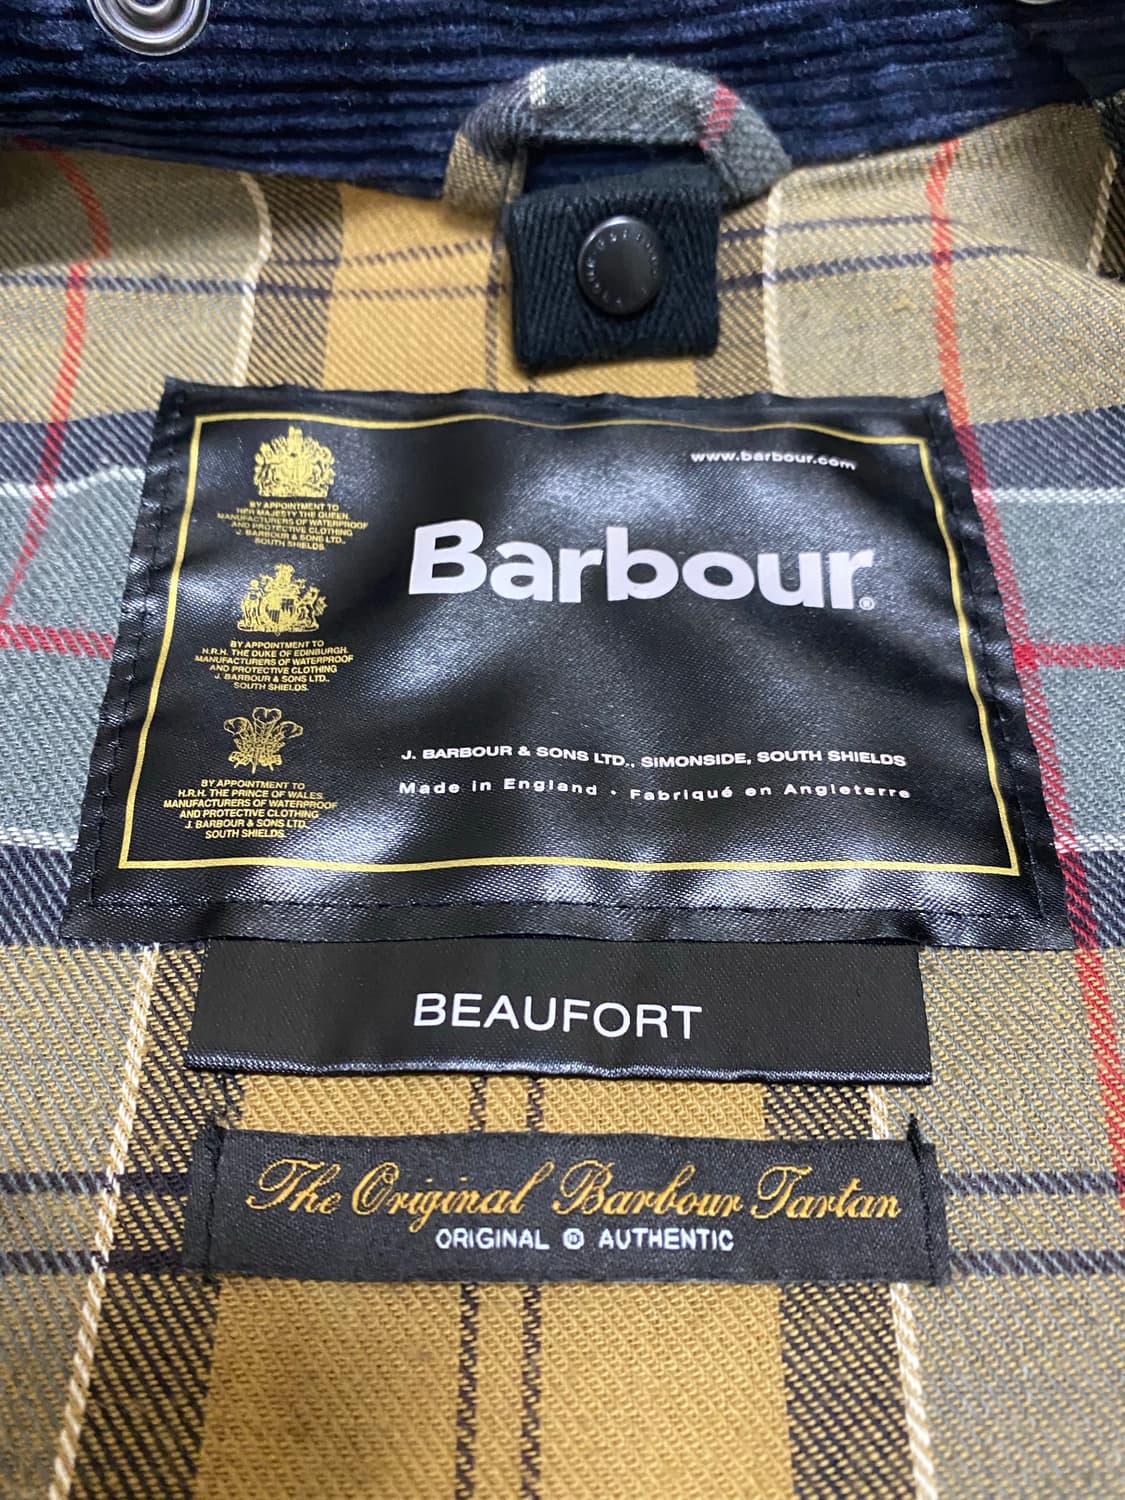 www.barbour.com
BY APPOINTMENT TO
HER MAJESTY THE QUEEN.
MANUFACTURERS OF WATERPROOF
AND PROTECTIVE CLOTHING
J. BARBOUR & SONS LTD.,
SOUTH SHIELDS.
Barbour®
BY APPOINTMENT TO
H.R.H. THE DUKE OF EDINBURGH.
MANUFACTURERS OF WATERPROOF
AND PROTECTIVE CLOTHING
J. BARBOUR & SONS LTD.,
SOUTH SHIELDS.
BY APPOINTMENT TO
H.R.H. THE PRINCE OF WALES.
MANUFACTURERS OF WATERPROOF
AND PROTECTIVE CLOTHING
J. BARBOUR & SONS LTD.,
SOUTH SHIELDS.
J. BARBOUR & SONS LTD., SIMONSIDE, SOUTH SHIELDS
Made in England • Fabriqué en Angleterre
BEAUFORT
The Original Barbour Tartan
ORIGINAL AUTHENTIC